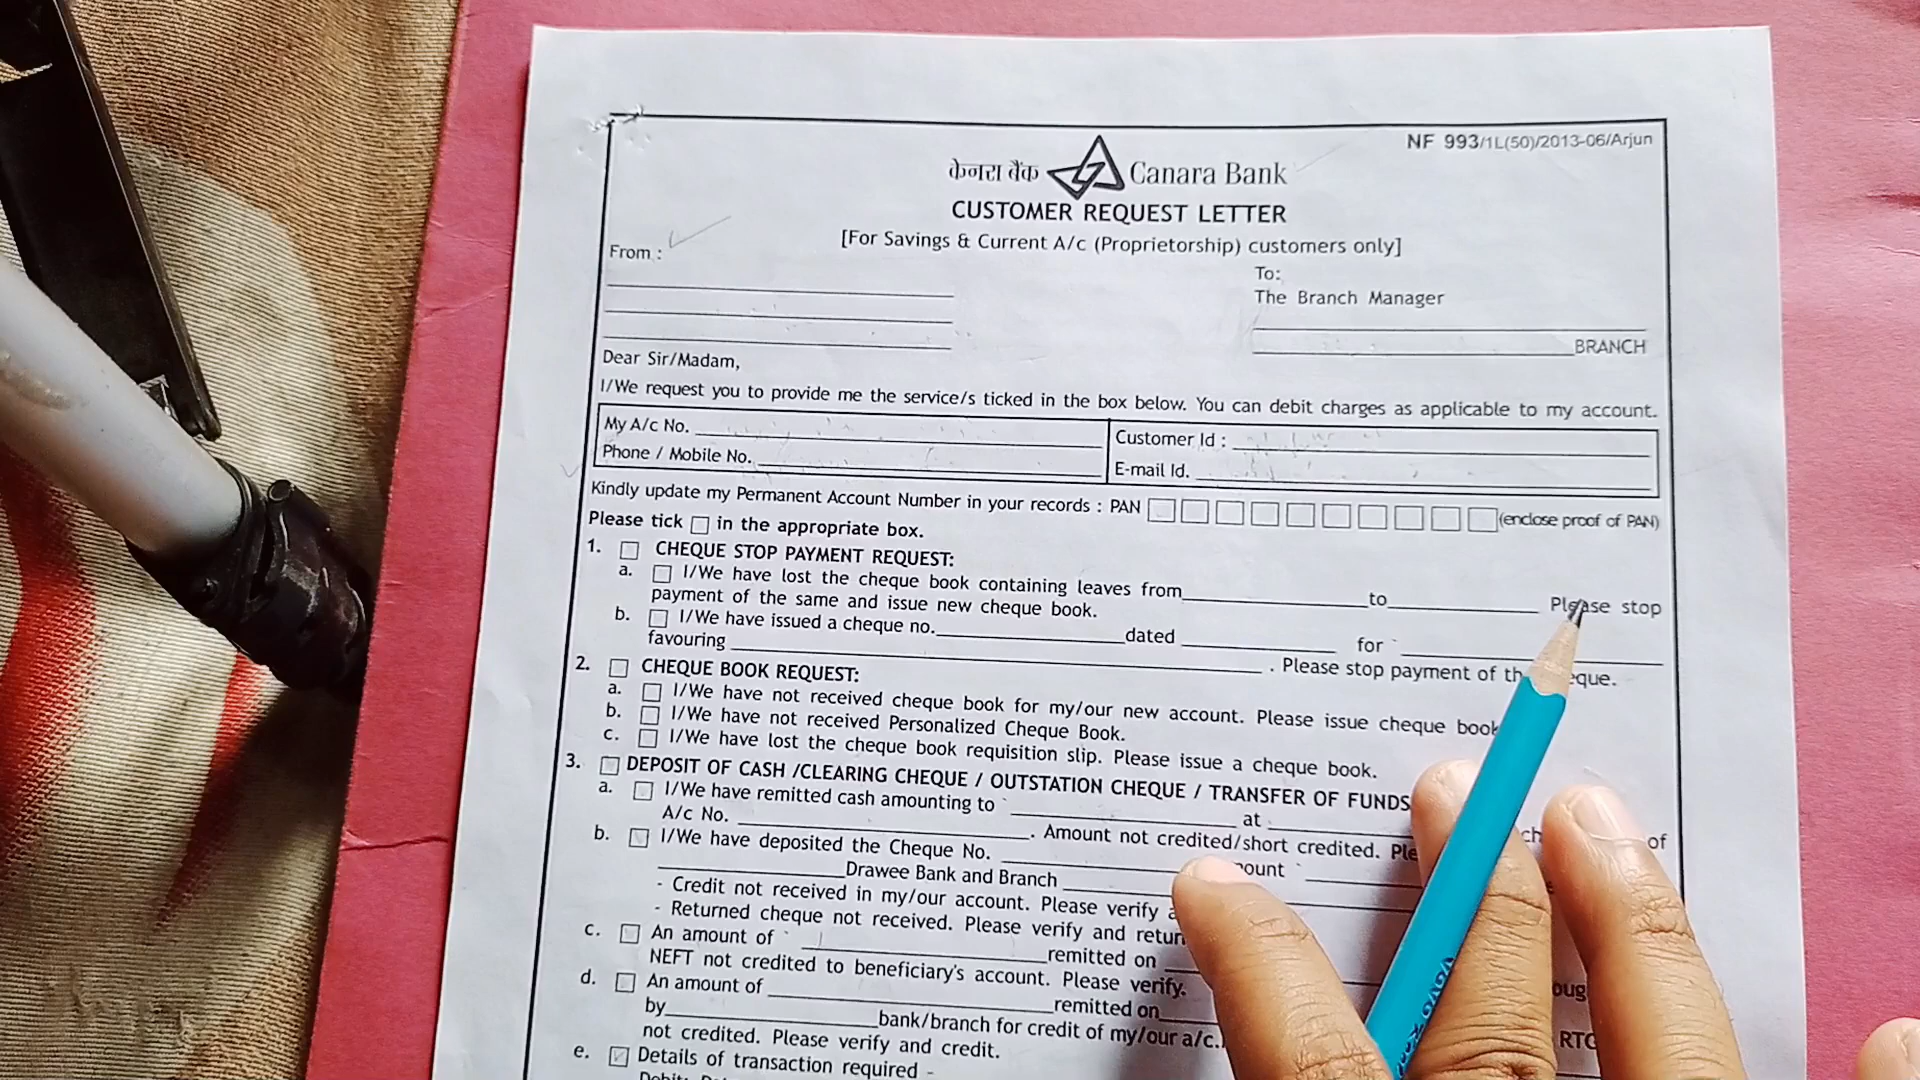 NF 993/1L(50)/2013-06/Arjun
केनरा बैंक Canara Bank
CUSTOMER REQUEST LETTER
[For Savings & Current A/c (Proprietorship) customers only]
From :
To:
The Branch Manager
BRANCH
Dear Sir/Madam,
I/We request you to provide me the service/s ticked in the box below. You can debit charges as applicable to my account.
My A/c No.
Customer Id :
Phone / Mobile No.
E-mail Id.
Kindly update my Permanent Account Number in your records : PAN (enclose proof of PAN)
Please tick in the appropriate box.
1. CHEQUE STOP PAYMENT REQUEST:
a. I/We have lost the cheque book containing leaves from to Please stop
payment of the same and issue new cheque book.
b. I/We have issued a cheque no. dated for `
favouring . Please stop payment of the cheque.
2. CHEQUE BOOK REQUEST:
a. I/We have not received cheque book for my/our new account. Please issue cheque book
b. I/We have not received Personalized Cheque Book.
c. I/We have lost the cheque book requisition slip. Please issue a cheque book.
3. DEPOSIT OF CASH /CLEARING CHEQUE / OUTSTATION CHEQUE / TRANSFER OF FUNDS
a. I/We have remitted cash amounting to ` at of
A/c No. . Amount not credited/short credited.
b. I/We have deposited the Cheque No. `
Drawee Bank and Branch
- Credit not received in my/our account. Please verify
- Returned cheque not received. Please verify and return
c. An amount of ` remitted on
NEFT not credited to beneficiary's account. Please verify.
d. An amount of remitted on
by bank/branch for credit of my/our a/c.
not credited. Please verify and credit.
e. Details of transaction required -